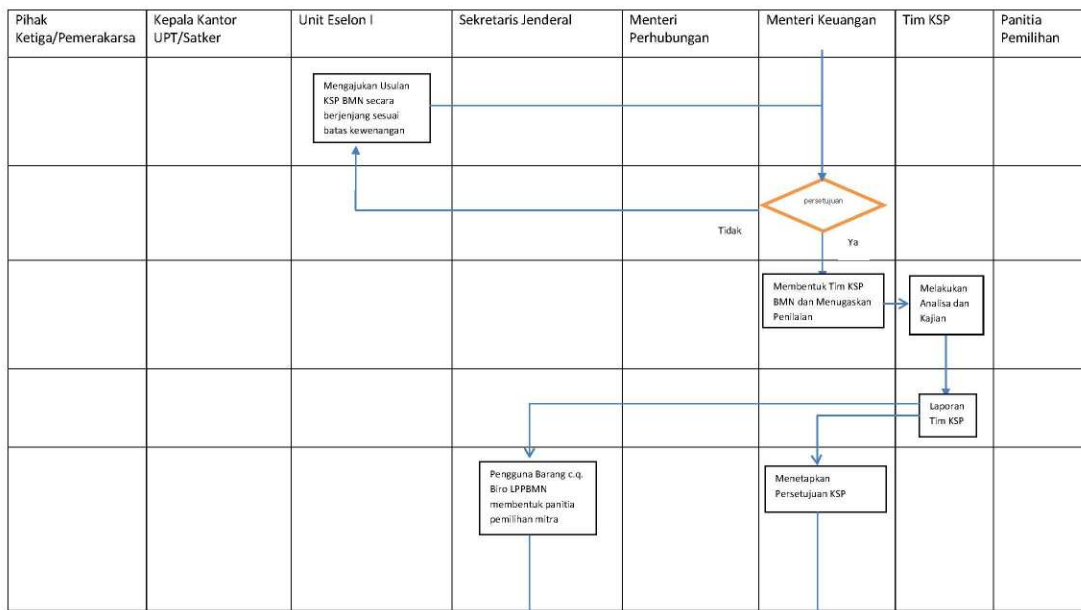 Pihak
Ketiga/Pemerakarsa
Kepala Kantor
UPT/Satker
Unit Eselon I
Sekretaris Jenderal
Menteri
Perhubungan
Menteri Keuangan
Tim KSP
Panitia
Pemilihan
Mengajukan Usulan
KSP BMN secara
berjenjang sesuai
batas kewenangan
persetujuan
Tidak
Ya
Membentuk Tim KSP
BMN dan Menugaskan
Penilaian
Melakukan
Analisa dan
Kajian
Laporan
Tim KSP
Pengguna Barang c.q.
Biro LPPBMN
membentuk panitia
pemilihan mitra
Menetapkan
Persetujuan KSP